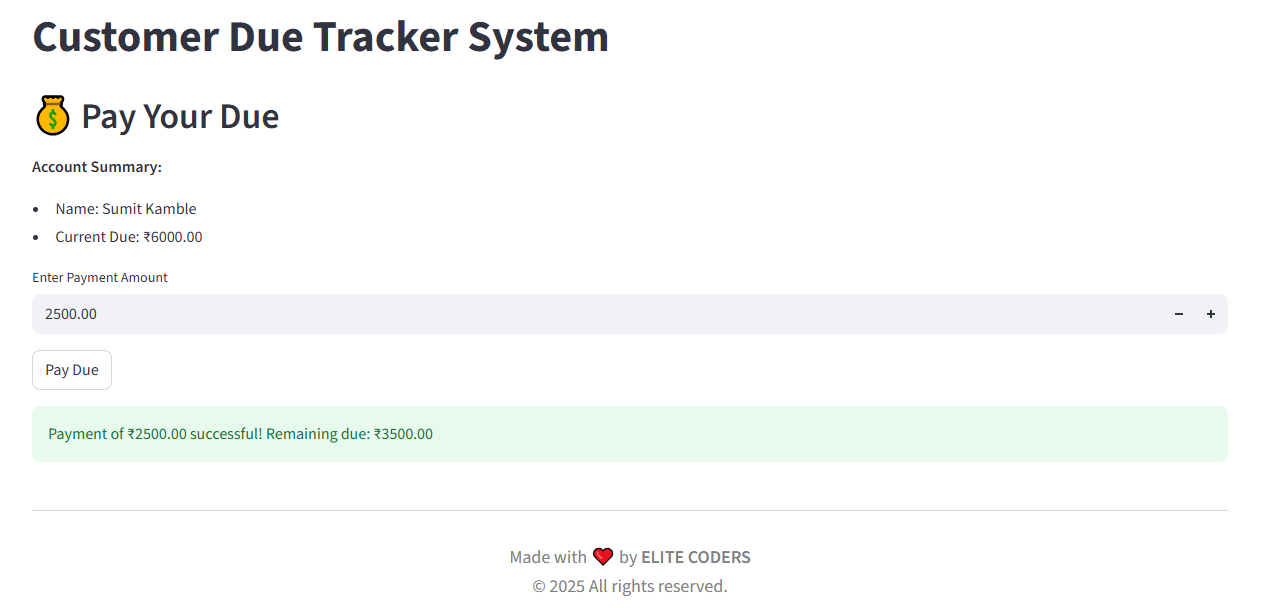 Customer Due Tracker System
💰 Pay Your Due
Account Summary:
• Name: Sumit Kamble
• Current Due: ₹6000.00
Enter Payment Amount
2500.00 − +
Pay Due
Payment of ₹2500.00 successful! Remaining due: ₹3500.00
Made with ❤️ by ELITE CODERS
© 2025 All rights reserved.